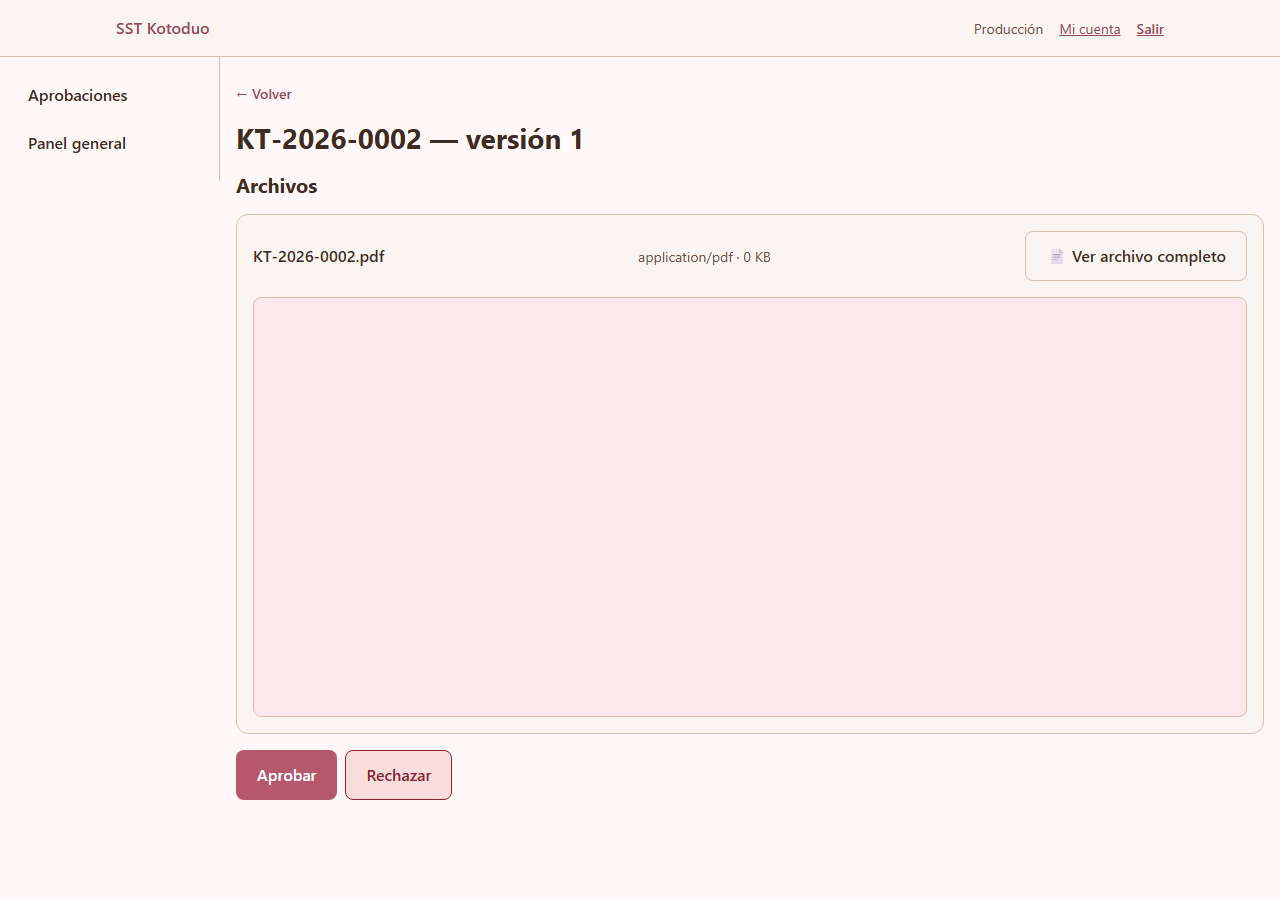 SST Kotoduo
Producción Mi cuenta Salir
Aprobaciones
Panel general
← Volver
KT-2026-0002 — versión 1
Archivos
KT-2026-0002.pdf
application/pdf · 0 KB
Ver archivo completo
Aprobar
Rechazar